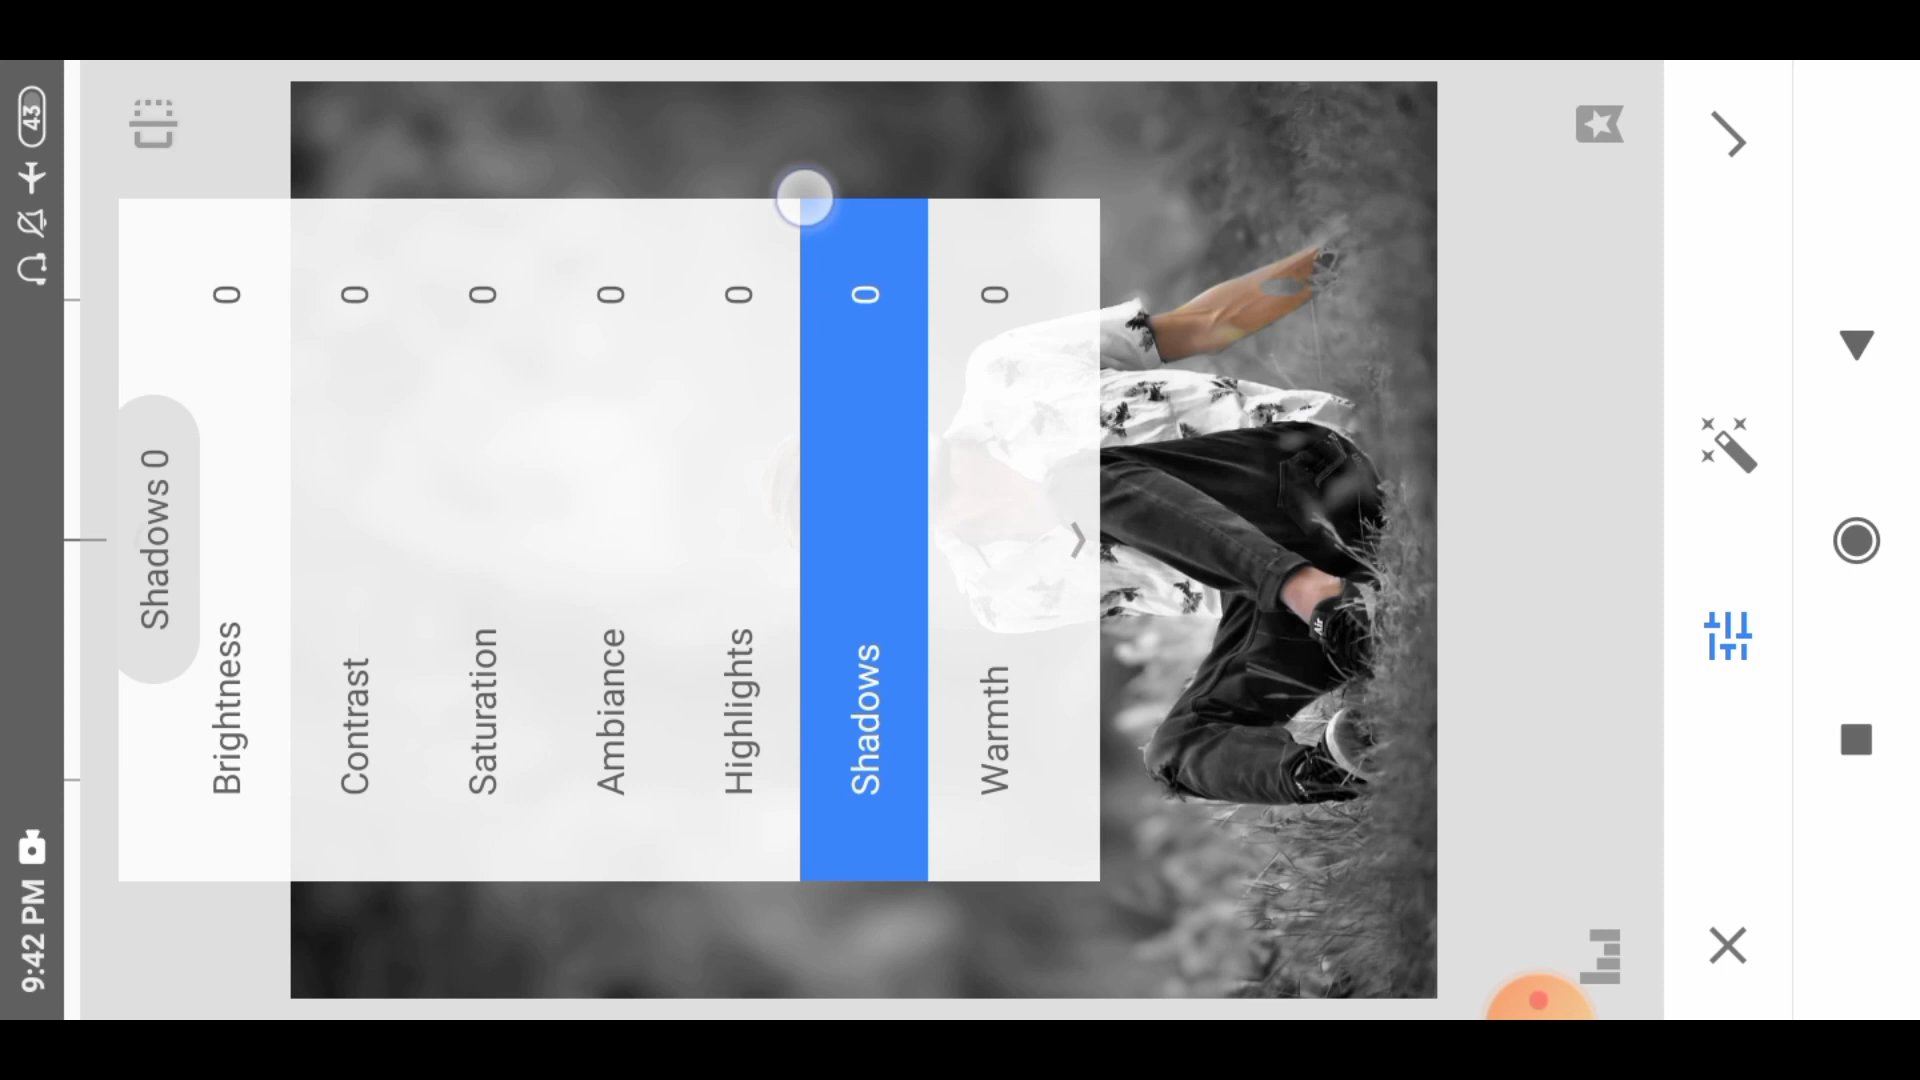 9:42 PM
43
Shadows 0
Brightness 0
Contrast 0
Saturation 0
Ambiance 0
Highlights 0
Shadows 0
Warmth 0
Air